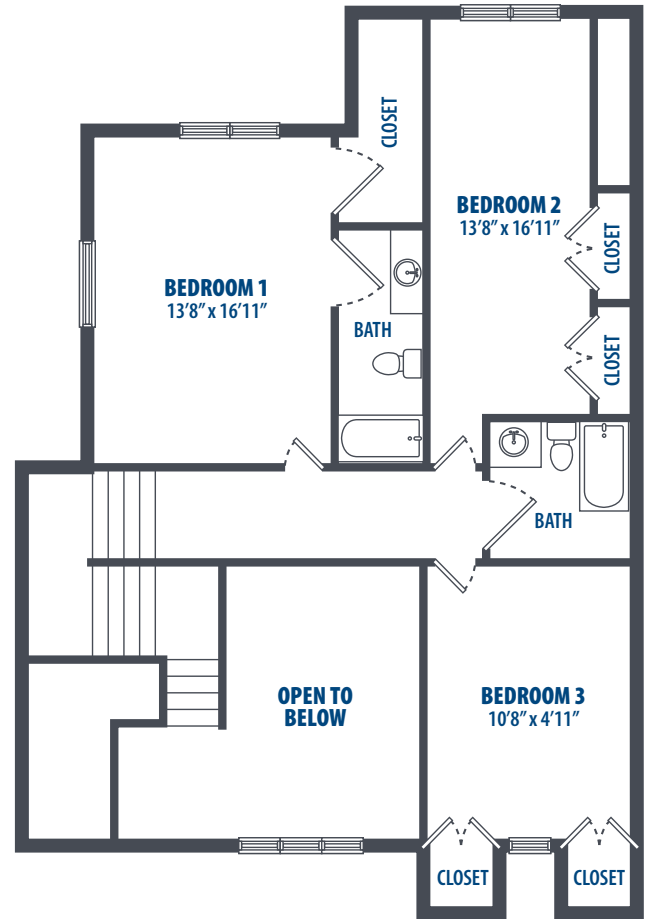 CLOSET
BEDROOM 2
13'8” x 16'11”
CLOSET
BEDROOM 1
13'8” x 16'11”
BATH
CLOSET
BATH
OPEN TO
BELOW
BEDROOM 3
10'8” x 4'11”
CLOSET
CLOSET